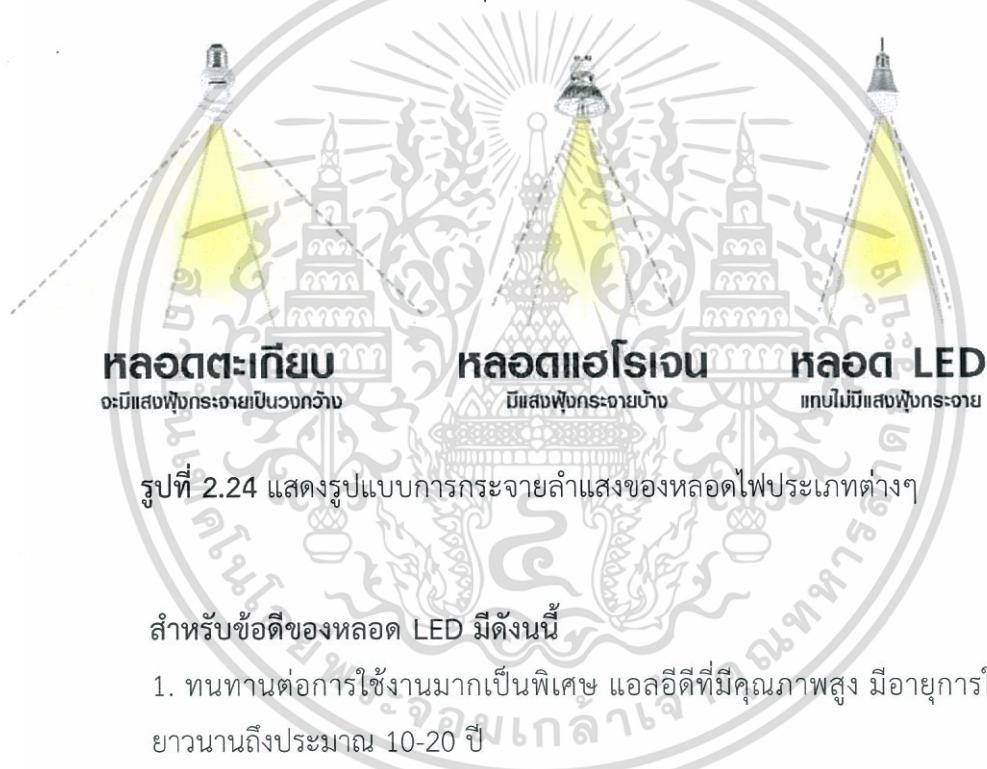 หลอดตะเกียบ
จะมีแสงฟุ้งกระจายเป็นวงกว้าง
หลอดแฮโรเจน
มีแสงฟุ้งกระจายบ้าง
หลอด LED
แทบไม่มีแสงฟุ้งกระจาย
รูปที่ 2.24 แสดงรูปแบบการกระจายลำแสงของหลอดไฟประเภทต่างๆ
สำหรับข้อดีของหลอด LED มีดังนนี้
1. ทนทานต่อการใช้งานมากเป็นพิเศษ แอลอีดีที่มีคุณภาพสูง มีอายุการใ
ยาวนานถึงประมาณ 10-20 ปี